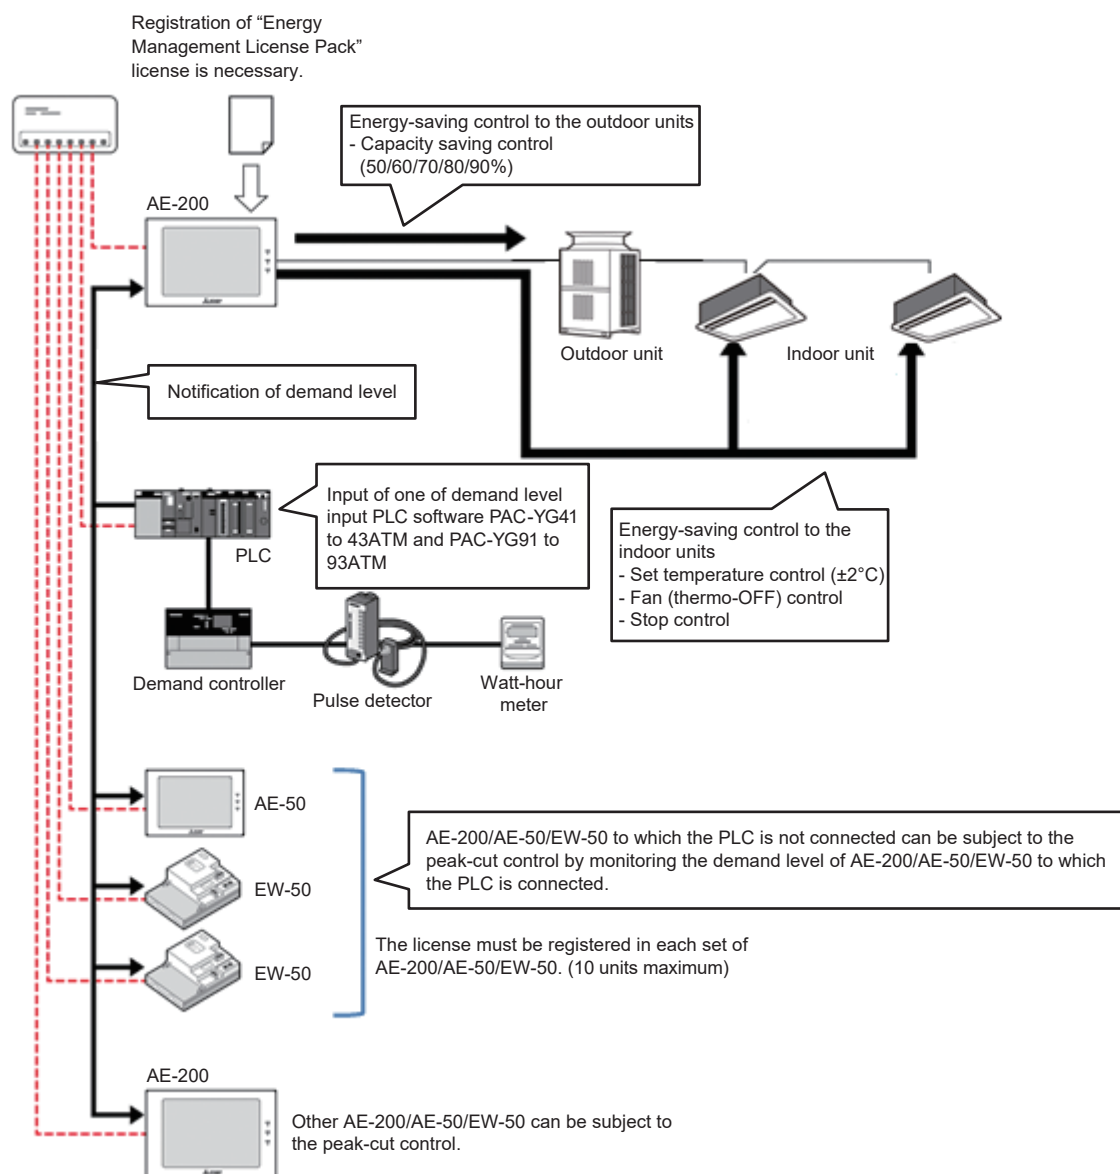 Registration of “Energy
Management License Pack”
license is necessary.
Energy-saving control to the outdoor units
- Capacity saving control
(50/60/70/80/90%)
AE-200
Outdoor unit
Indoor unit
Notification of demand level
Input of one of demand level
input PLC software PAC-YG41
to 43ATM and PAC-YG91 to
93ATM
PLC
Energy-saving control to the
indoor units
- Set temperature control (±2°C)
- Fan (thermo-OFF) control
- Stop control
Demand controller
Pulse detector
Watt-hour
meter
AE-50
EW-50
EW-50
AE-200/AE-50/EW-50 to which the PLC is not connected can be subject to the
peak-cut control by monitoring the demand level of AE-200/AE-50/EW-50 to which
the PLC is connected.
The license must be registered in each set of
AE-200/AE-50/EW-50. (10 units maximum)
AE-200
Other AE-200/AE-50/EW-50 can be subject to
the peak-cut control.